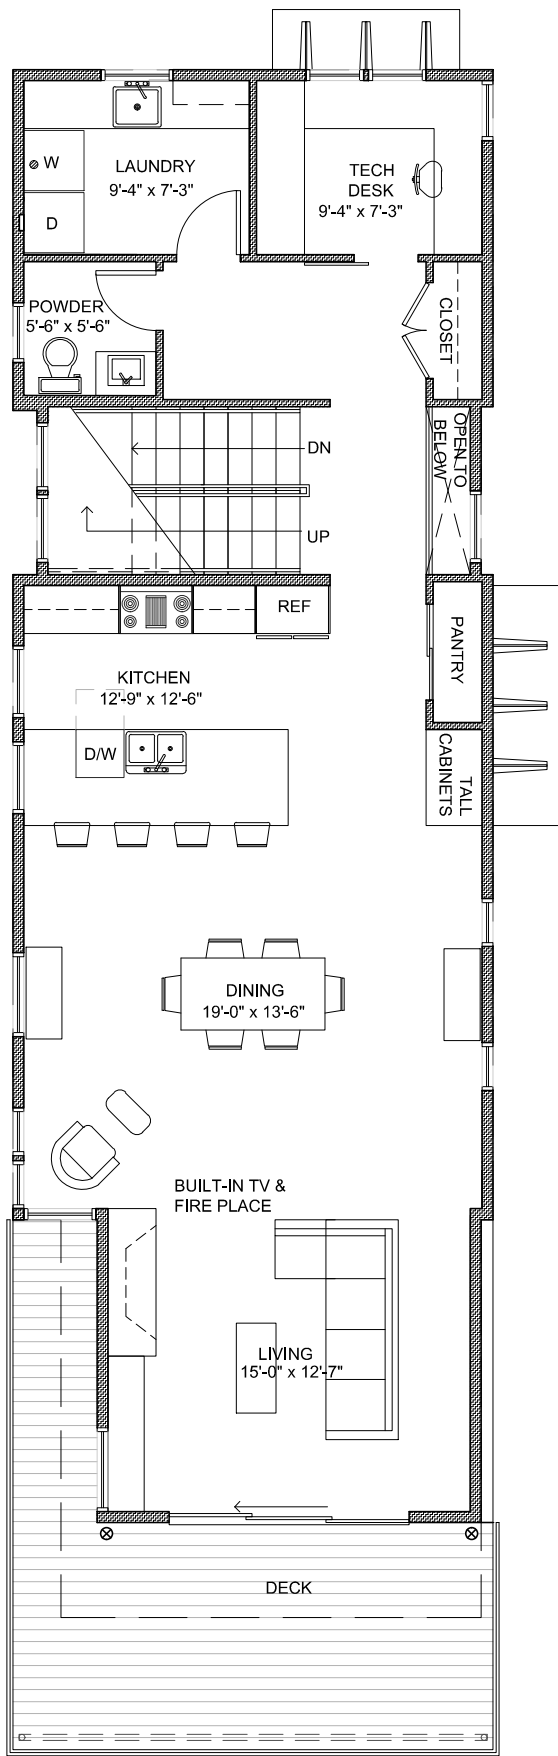 LAUNDRY
9'-4" x 7'-3"
W
D
TECH
DESK
9'-4" x 7'-3"
POWDER
5'-6" x 5'-6"
CLOSET
OPEN TO
BELOW
DN
UP
REF
PANTRY
KITCHEN
12'-9" x 12'-6"
D/W
TALL
CABINETS
DINING
19'-0" x 13'-6"
BUILT-IN TV &
FIRE PLACE
LIVING
15'-0" x 12'-7"
DECK